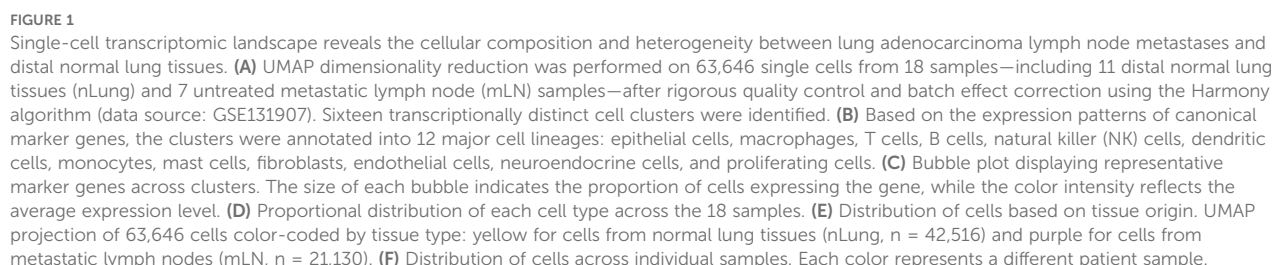 FIGURE 1
Single-cell transcriptomic landscape reveals the cellular composition and heterogeneity between lung adenocarcinoma lymph node metastases and
distal normal lung tissues. (A) UMAP dimensionality reduction was performed on 63,646 single cells from 18 samples—including 11 distal normal lung
tissues (nLung) and 7 untreated metastatic lymph node (mLN) samples—after rigorous quality control and batch effect correction using the Harmony
algorithm (data source: GSE131907). Sixteen transcriptionally distinct cell clusters were identified. (B) Based on the expression patterns of canonical
marker genes, the clusters were annotated into 12 major cell lineages: epithelial cells, macrophages, T cells, B cells, natural killer (NK) cells, dendritic
cells, monocytes, mast cells, fibroblasts, endothelial cells, neuroendocrine cells, and proliferating cells. (C) Bubble plot displaying representative
marker genes across clusters. The size of each bubble indicates the proportion of cells expressing the gene, while the color intensity reflects the
average expression level. (D) Proportional distribution of each cell type across the 18 samples. (E) Distribution of cells based on tissue origin. UMAP
projection of 63,646 cells color-coded by tissue type: yellow for cells from normal lung tissues (nLung, n = 42,516) and purple for cells from
metastatic lymph nodes (mLN, n = 21,130). (F) Distribution of cells across individual samples. Each color represents a different patient sample.